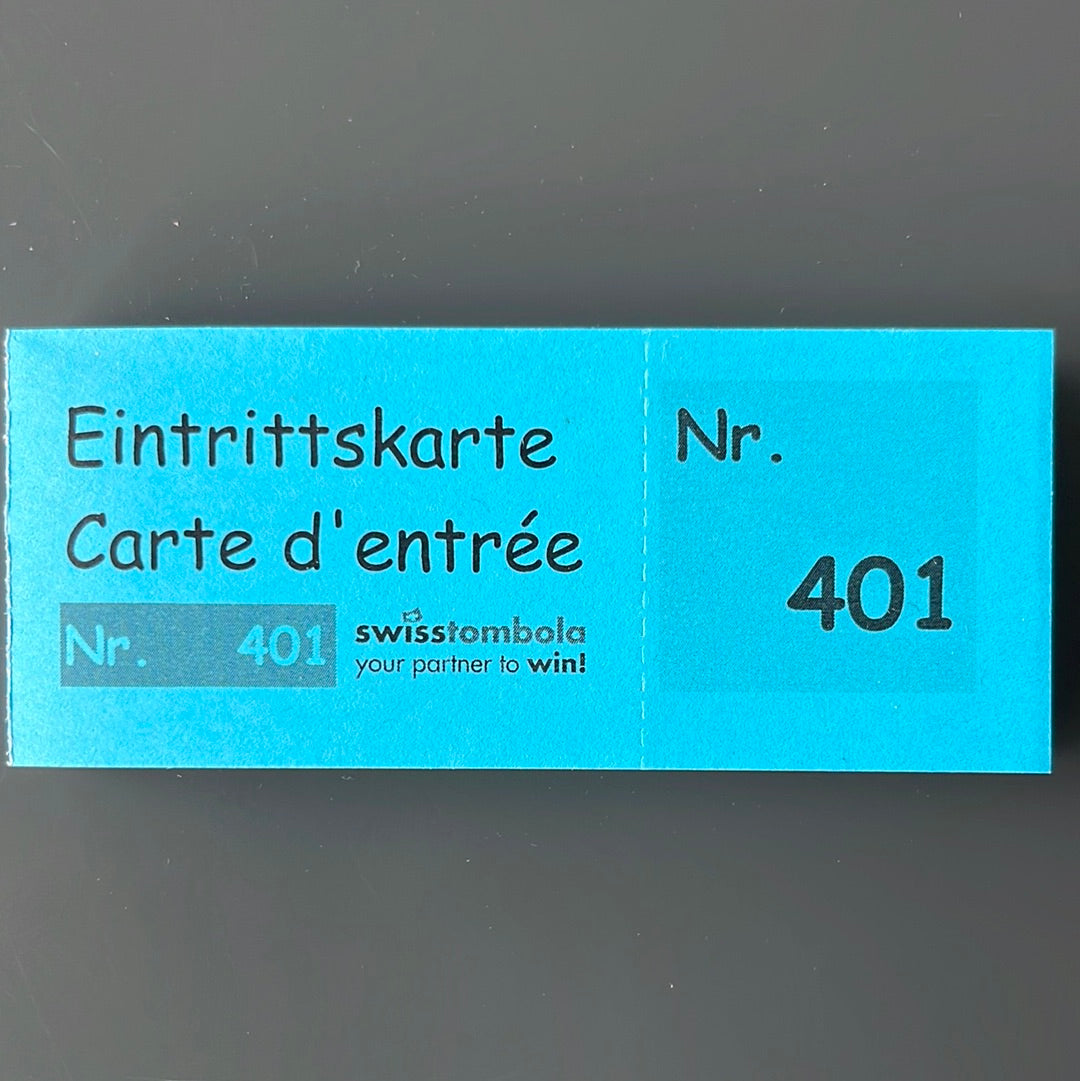 Eintrittskarte
Carte d'entrée
Nr. 401
swisstombola
your partner to win!
Nr.
401